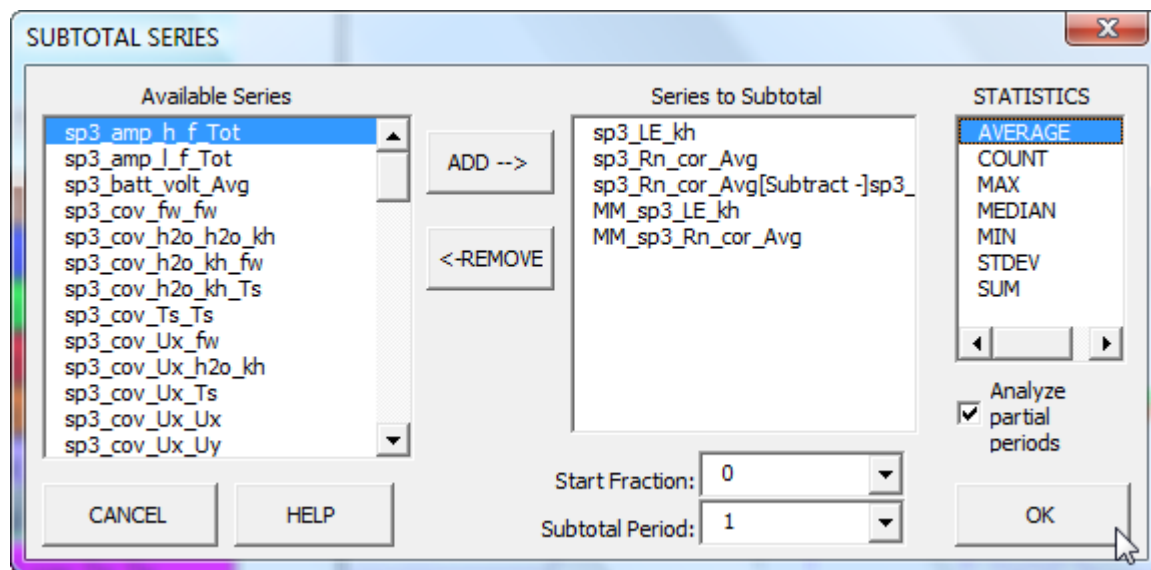 SUBTOTAL SERIES
Available Series
sp3_amp_h_f_Tot
sp3_amp_l_f_Tot
sp3_batt_volt_Avg
sp3_cov_fw_fw
sp3_cov_h2o_h2o_kh
sp3_cov_h2o_kh_fw
sp3_cov_h2o_kh_Ts
sp3_cov_Ts_Ts
sp3_cov_Ux_fw
sp3_cov_Ux_h2o_kh
sp3_cov_Ux_Ts
sp3_cov_Ux_Ux
sp3_cov_Ux_Uy
ADD -->
<-REMOVE
Series to Subtotal
sp3_LE_kh
sp3_Rn_cor_Avg
sp3_Rn_cor_Avg[Subtract -]sp3_
MM_sp3_LE_kh
MM_sp3_Rn_cor_Avg
STATISTICS
AVERAGE
COUNT
MAX
MEDIAN
MIN
STDEV
SUM
Analyze
partial
periods
Start Fraction: 0
Subtotal Period: 1
CANCEL
HELP
OK